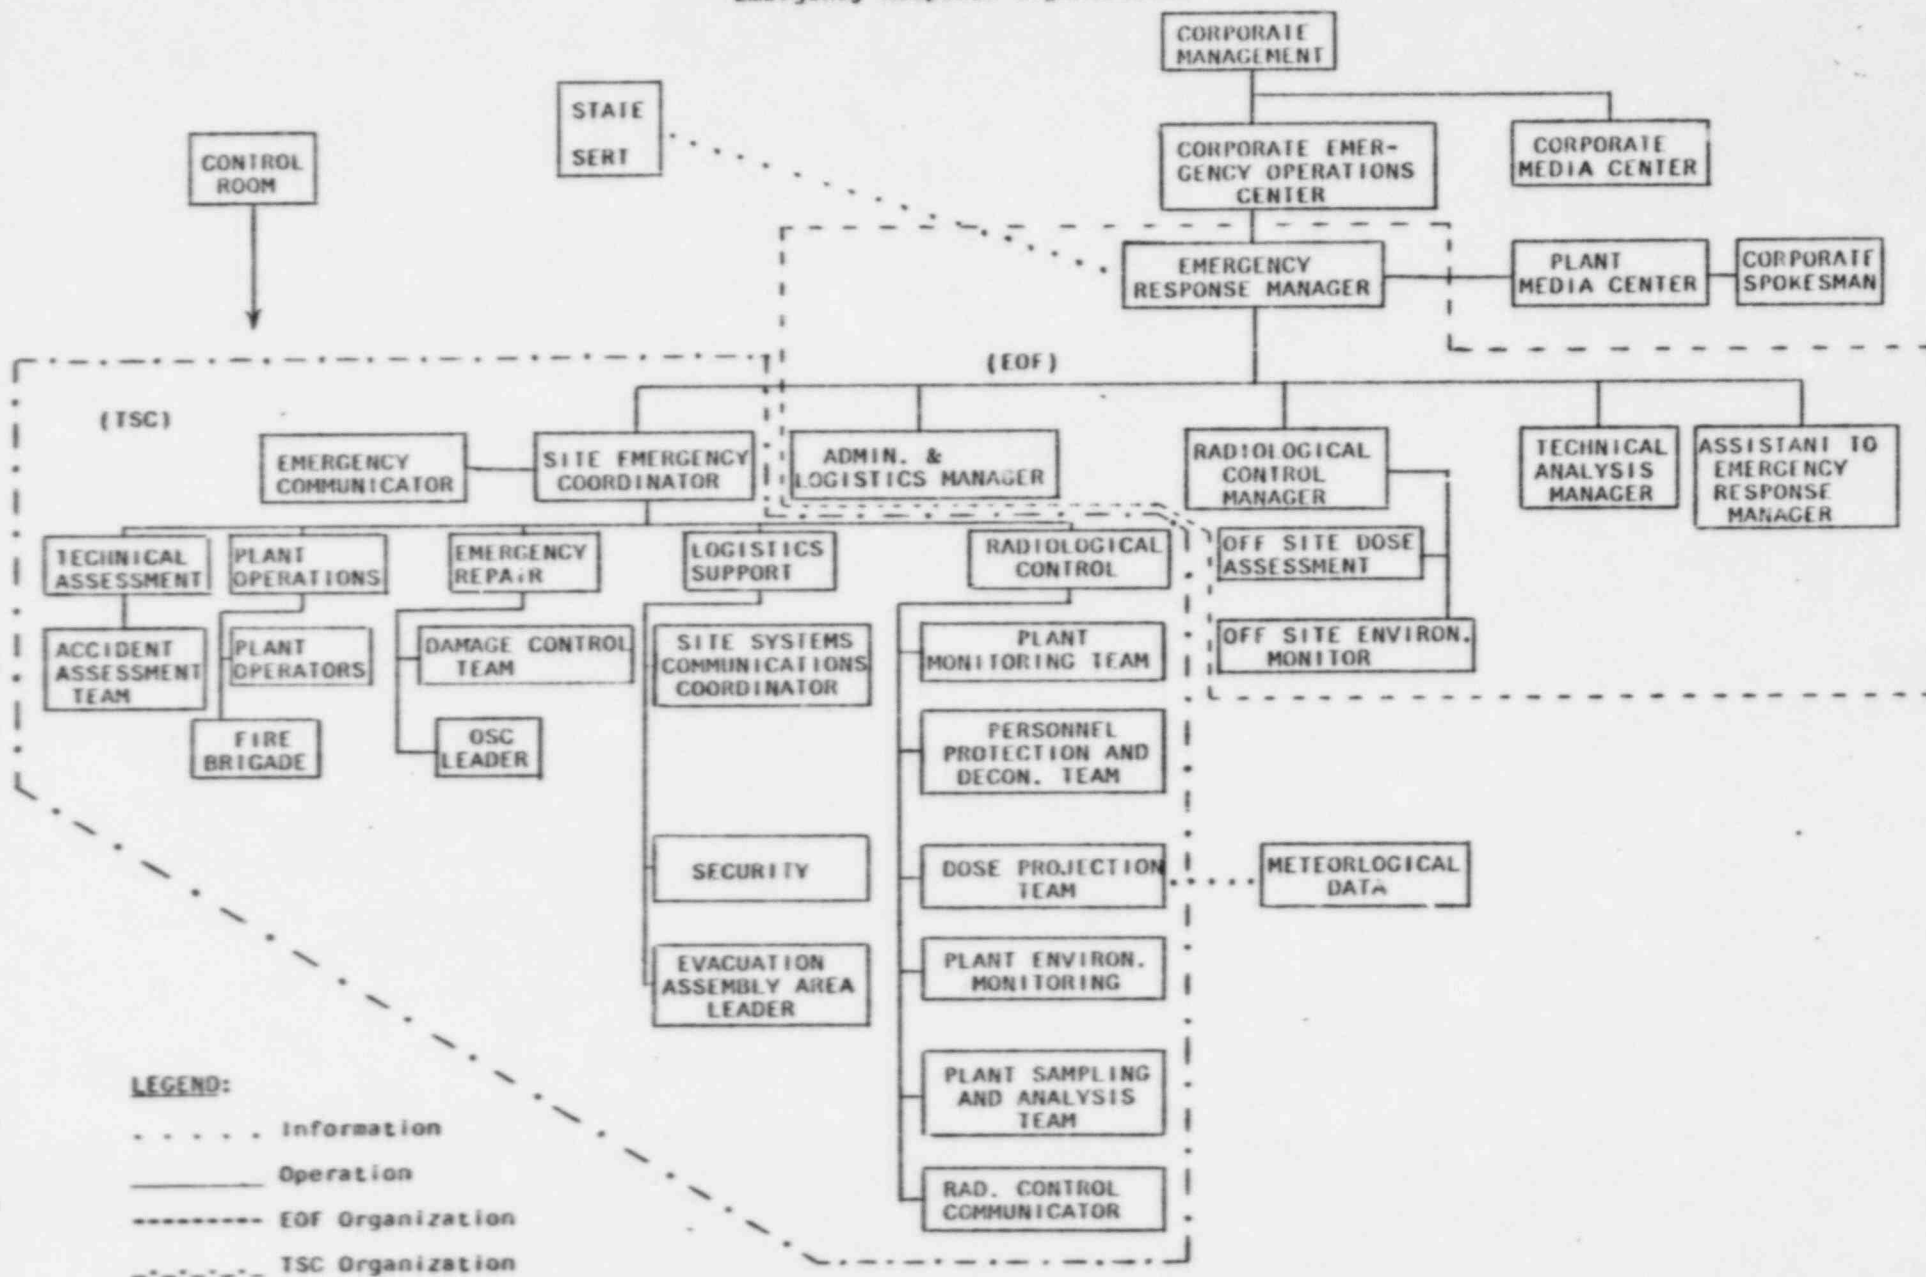 CORPORATE
MANAGEMENT
STATE
SERT
CONTROL
ROOM
CORPORATE EMER-
GENCY OPERATIONS
CENTER
CORPORATE
MEDIA CENTER
EMERGENCY
RESPONSE MANAGER
PLANT
MEDIA CENTER
CORPORATE
SPOKESMAN
(EOF)
(TSC)
EMERGENCY
COMMUNICATOR
SITE EMERGENCY
COORDINATOR
ADMIN. &
LOGISTICS MANAGER
RADIOLOGICAL
CONTROL
MANAGER
TECHNICAL
ANALYSIS
MANAGER
ASSISTANT TO
EMERGENCY
RESPONSE
MANAGER
TECHNICAL
ASSESSMENT
PLANT
OPERATIONS
EMERGENCY
REPAIR
LOGISTICS
SUPPORT
RADIOLOGICAL
CONTROL
OFF SITE DOSE
ASSESSMENT
ACCIDENT
ASSESSMENT
TEAM
PLANT
OPERATORS
DAMAGE CONTROL
TEAM
SITE SYSTEMS
COMMUNICATIONS
COORDINATOR
PLANT
MONITORING TEAM
OFF SITE ENVIRON.
MONITOR
FIRE
BRIGADE
OSC
LEADER
PERSONNEL
PROTECTION AND
DECON. TEAM
SECURITY
DOSE PROJECTION
TEAM
METEORLOGICAL
DATA
EVACUATION
ASSEMBLY AREA
LEADER
PLANT ENVIRON.
MONITORING
PLANT SAMPLING
AND ANALYSIS
TEAM
RAD. CONTROL
COMMUNICATOR
LEGEND:
Information
Operation
EOF Organization
TSC Organization